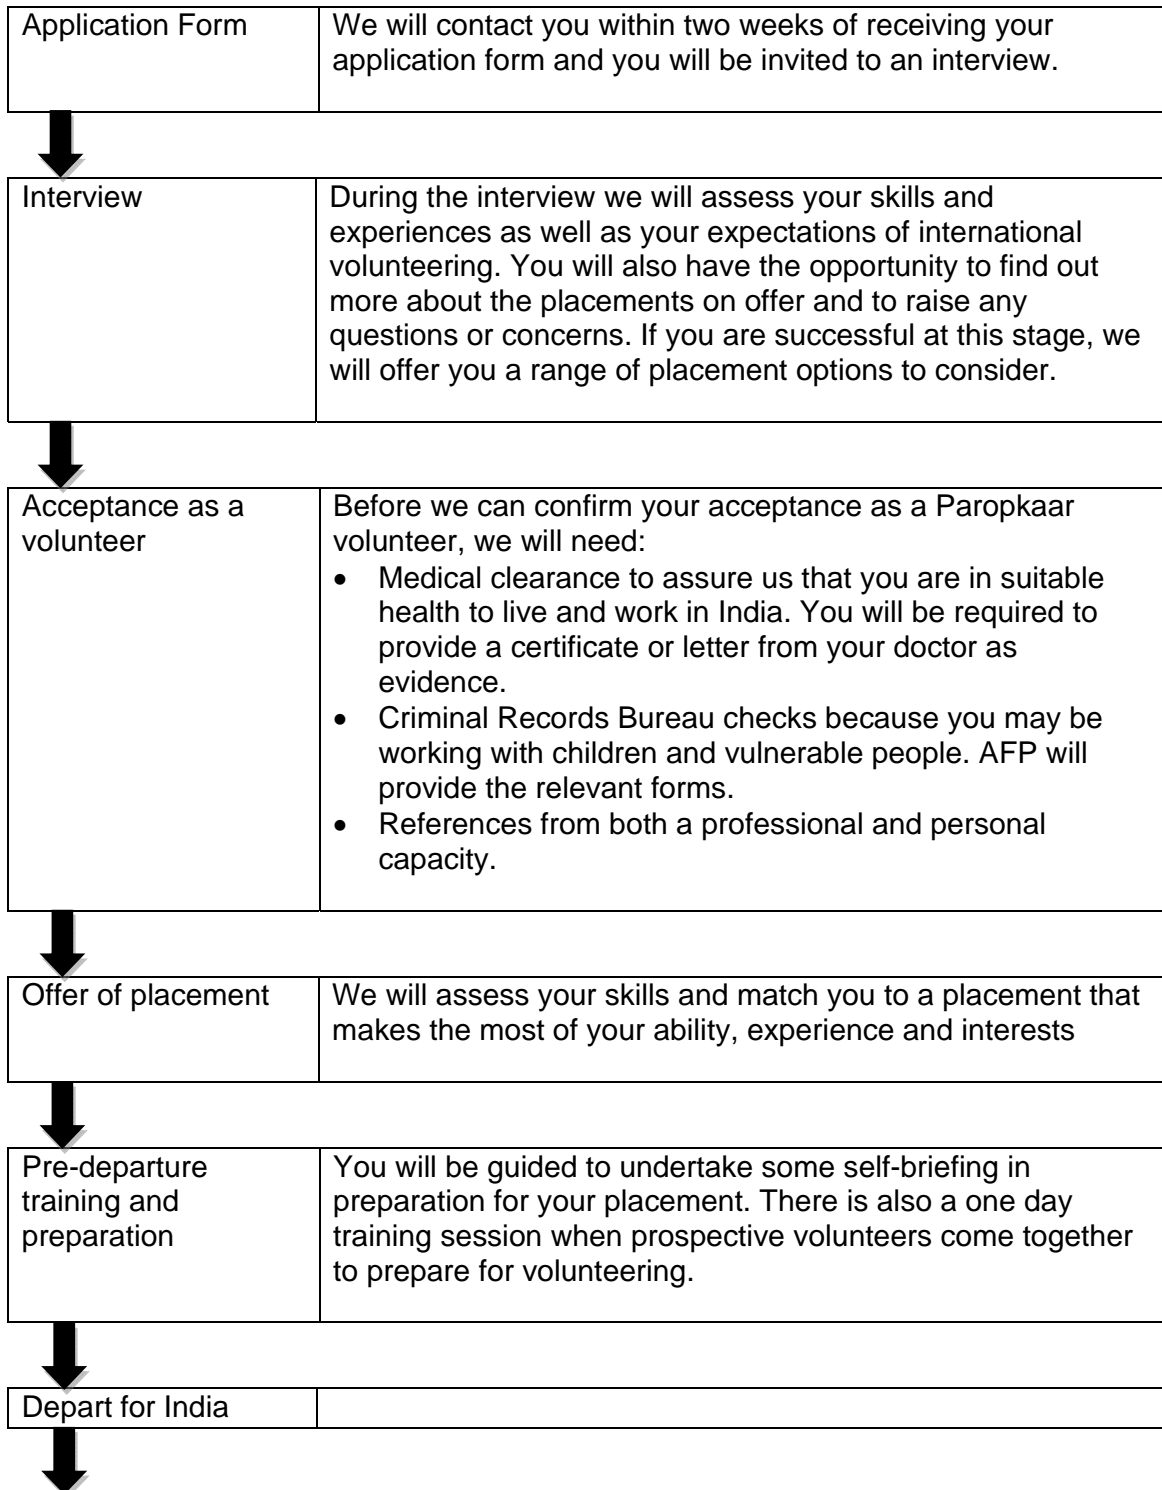 Application Form
We will contact you within two weeks of receiving your
application form and you will be invited to an interview.
Interview
During the interview we will assess your skills and
experiences as well as your expectations of international
volunteering. You will also have the opportunity to find out
more about the placements on offer and to raise any
questions or concerns. If you are successful at this stage, we
will offer you a range of placement options to consider.
Acceptance as a
volunteer
Before we can confirm your acceptance as a Paropkaar
volunteer, we will need:
• Medical clearance to assure us that you are in suitable
health to live and work in India. You will be required to
provide a certificate or letter from your doctor as
evidence.
• Criminal Records Bureau checks because you may be
working with children and vulnerable people. AFP will
provide the relevant forms.
• References from both a professional and personal
capacity.
Offer of placement
We will assess your skills and match you to a placement that
makes the most of your ability, experience and interests
Pre-departure
training and
preparation
You will be guided to undertake some self-briefing in
preparation for your placement. There is also a one day
training session when prospective volunteers come together
to prepare for volunteering.
Depart for India